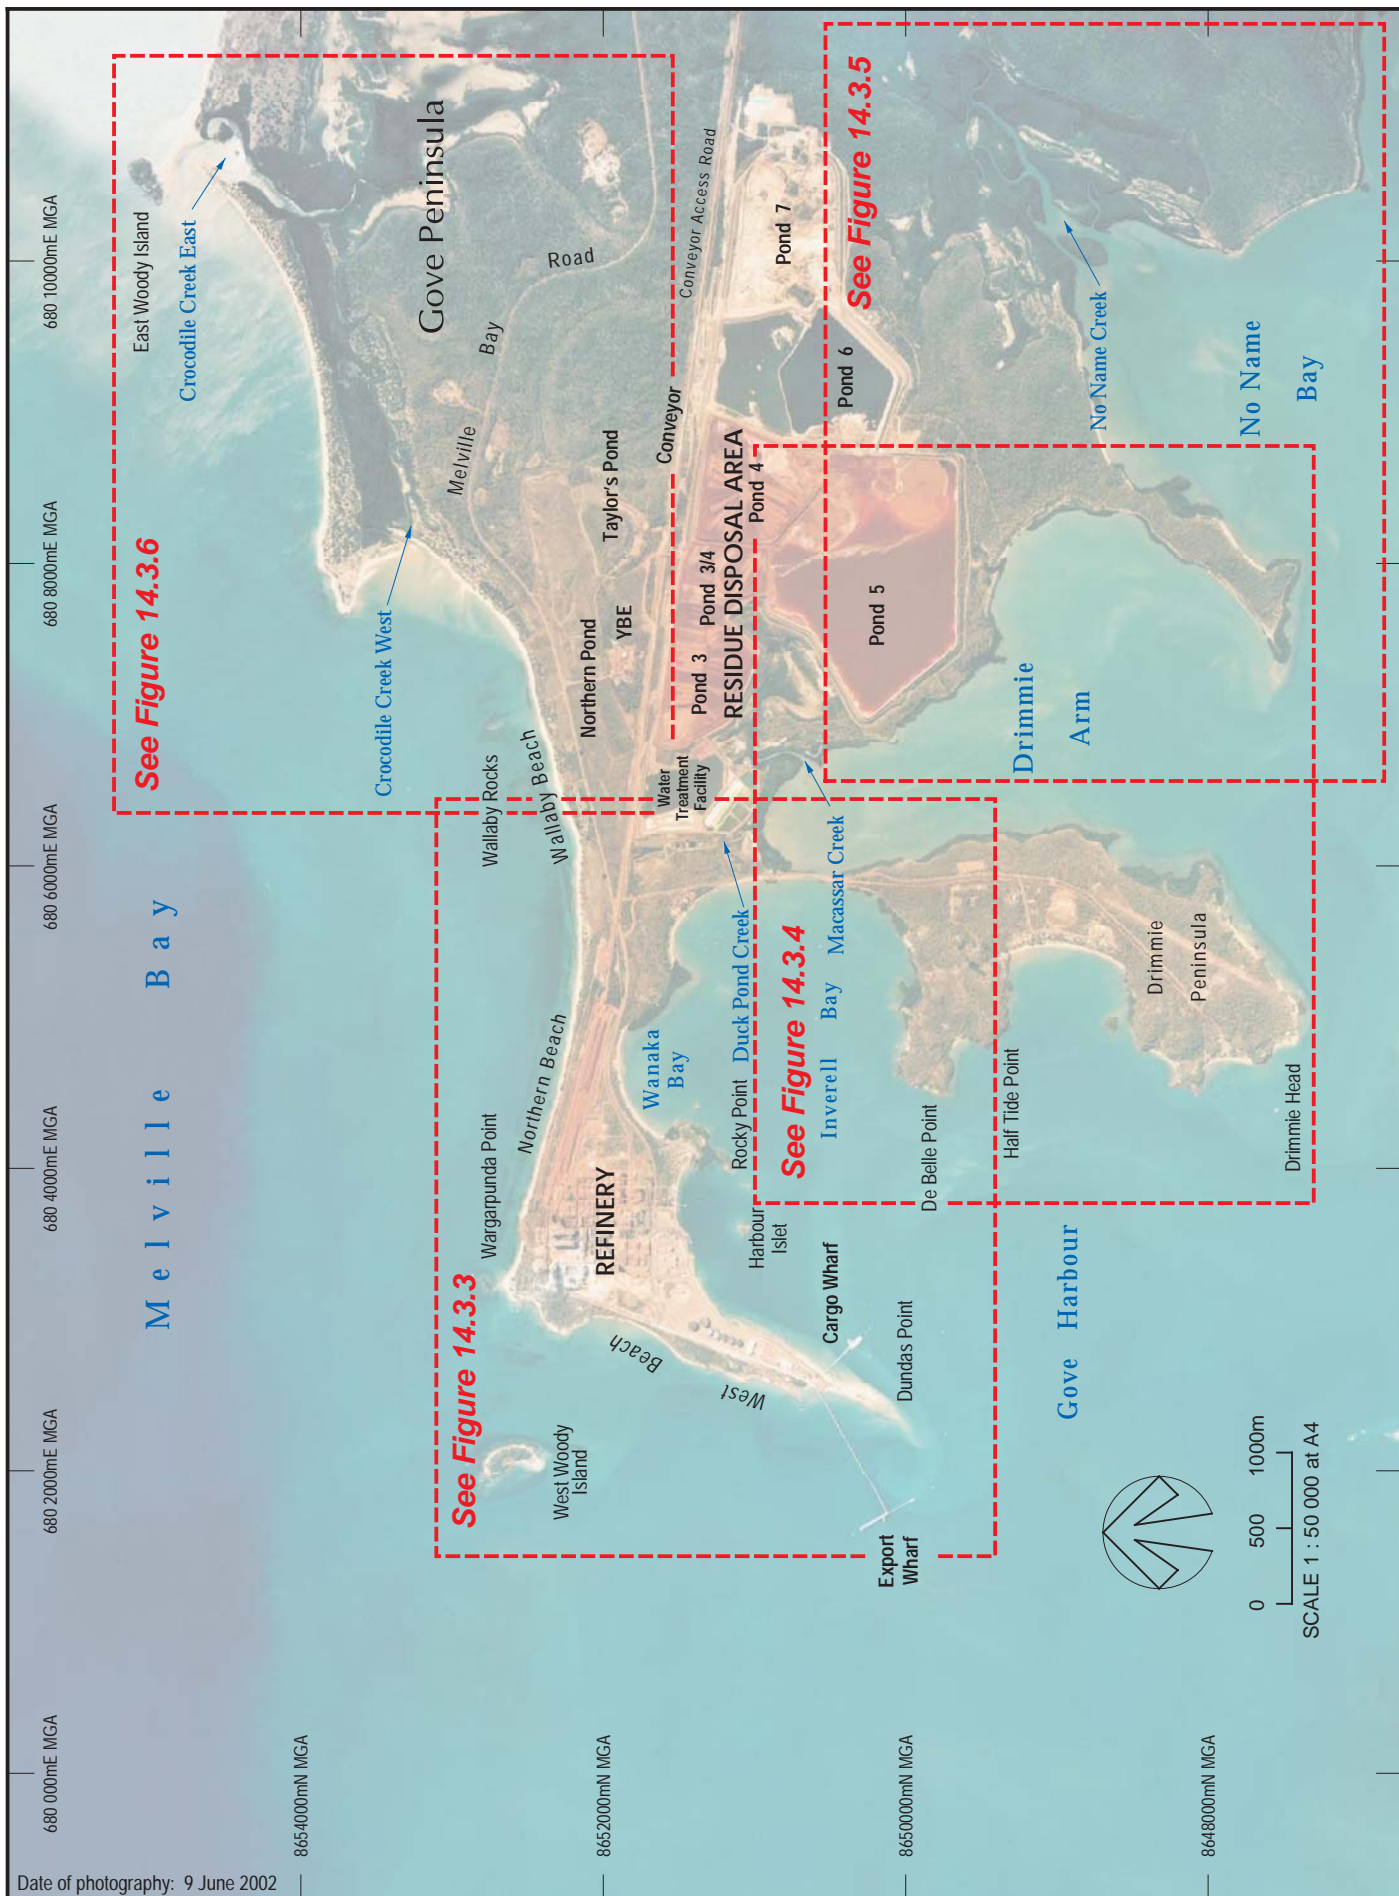 680 000mE MGA
680 2000mE MGA
680 4000mE MGA
680 6000mE MGA
680 8000mE MGA
680 10000mE MGA
8654000mN MGA
8652000mN MGA
8650000mN MGA
8648000mN MGA
Melville Bay
See Figure 14.3.6
East Woody Island
Crocodile Creek East
Crocodile Creek West
Gove Peninsula
Melville Bay Road
Wallaby Rocks
Wallaby Beach
Northern Pond
YBE
Taylor's Pond
Conveyor
Conveyor Access Road
See Figure 14.3.3
West Woody
Island
Wargarpunda Point
Northern Beach
REFINERY
West Beach
Wanaka
Bay
Water
Treatment
Facility
Pond 3
Pond 3/4
RESIDUE DISPOSAL AREA
Pond 4
Pond 7
Pond 6
Pond 5
See Figure 14.3.5
Rocky Point
Duck Pond Creek
Harbour
Islet
See Figure 14.3.4
Inverell Bay
Macassar Creek
Cargo Wharf
Dundas Point
Export
Wharf
De Belle Point
Half Tide Point
Drimmie
Arm
No Name Creek
No Name
Bay
Gove Harbour
Drimmie
Peninsula
Drimmie Head
0 500 1000m
SCALE 1 : 50 000 at A4
Date of photography: 9 June 2002